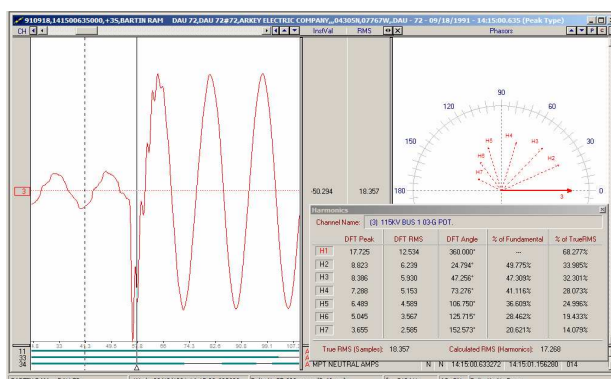 910918,141500635000,+3S,BARTIN RAM DAU 72,DAU 72#72,ARKEY ELECTRIC COMPANY,,,04305N,07767W,,DAU - 72 - 09/18/1991 - 14:15:00.635 (Peak Type)
CH InstVal RMS Phasors P C
3 -50.294 18.357
90
120 60
150
180 0
H2 H3 H4 H5 H6 H7
3
Harmonics
Channel Name: (3) 115KV BUS 1 03-G PDT.
DFT Peak DFT RMS DFT Angle % of Fundamental % of TrueRMS
H1 17.725 12.534 360.000° --- 68.277%
H2 8.823 6.239 24.794° 49.775% 33.985%
H3 8.386 5.930 47.256° 47.309% 32.301%
H4 7.288 5.153 73.276° 41.116% 28.073%
H5 6.489 4.589 106.750° 36.609% 24.996%
H6 5.045 3.567 125.715° 28.462% 19.433%
H7 3.655 2.585 152.573° 20.621% 14.079%
True RMS (Samples): 18.357 Calculated RMS (Harmonics): 17.268
11
33
34
MPT NEUTRAL AMPS N N 14:15:00.633272 14:15:01.156280 014